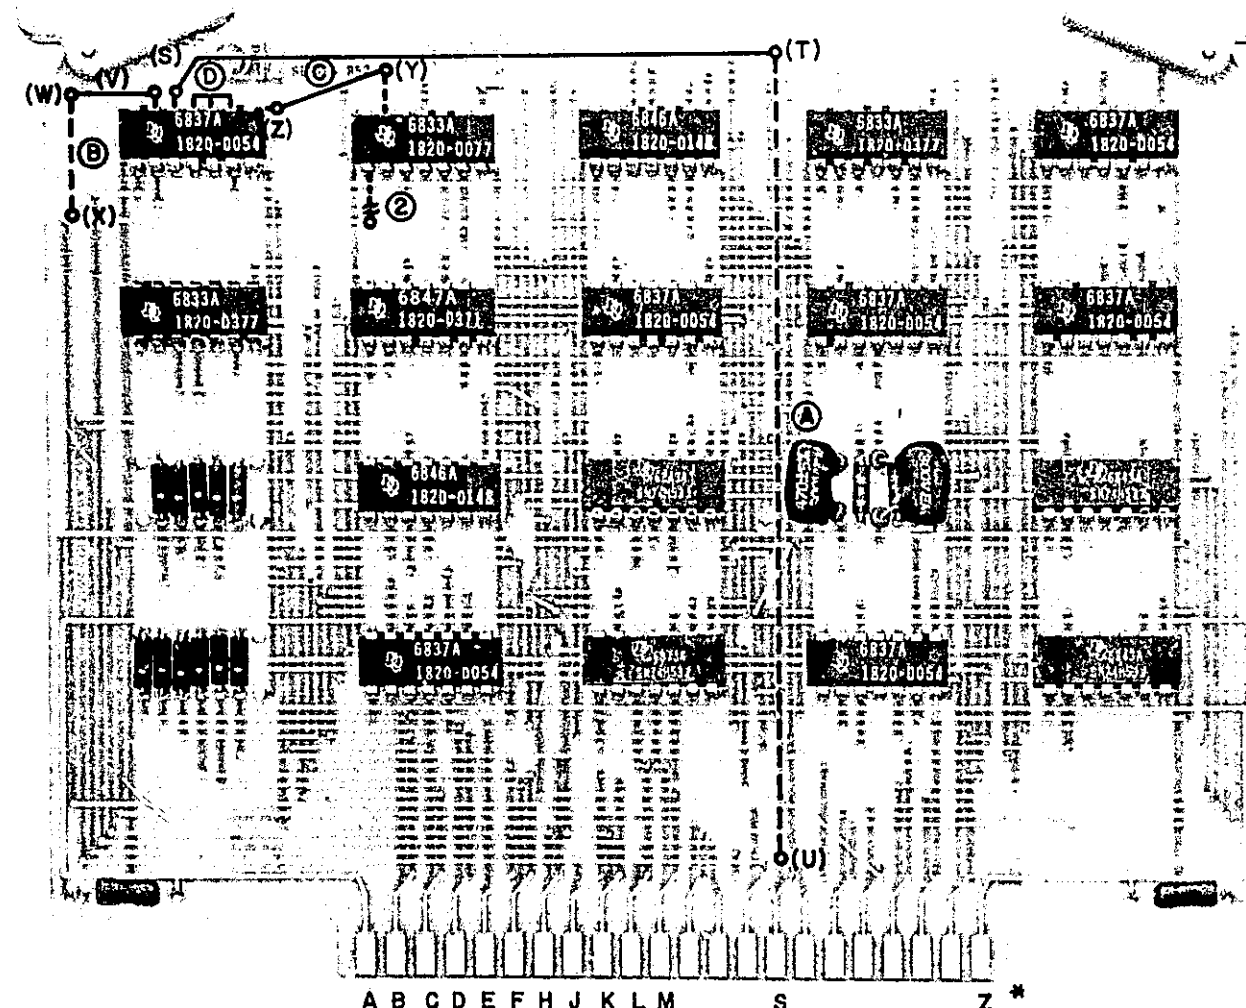 (S)
(T)
(V)
D
C
(Y)
(W)
(Z)
6837A
1820-0054
6833A
1820-0077
6846A
1820-0148
6833A
1820-0377
6837A
1820-0054
B
2
(X)
6833A
1820-0377
6847A
1820-0371
6837A
1820-0054
6837A
1820-0054
6837A
1820-0054
A
6846A
1820-0148
6837A
1820-0054
6837A
1820-0054
(U)
A B C D E F H J K L M S Z *